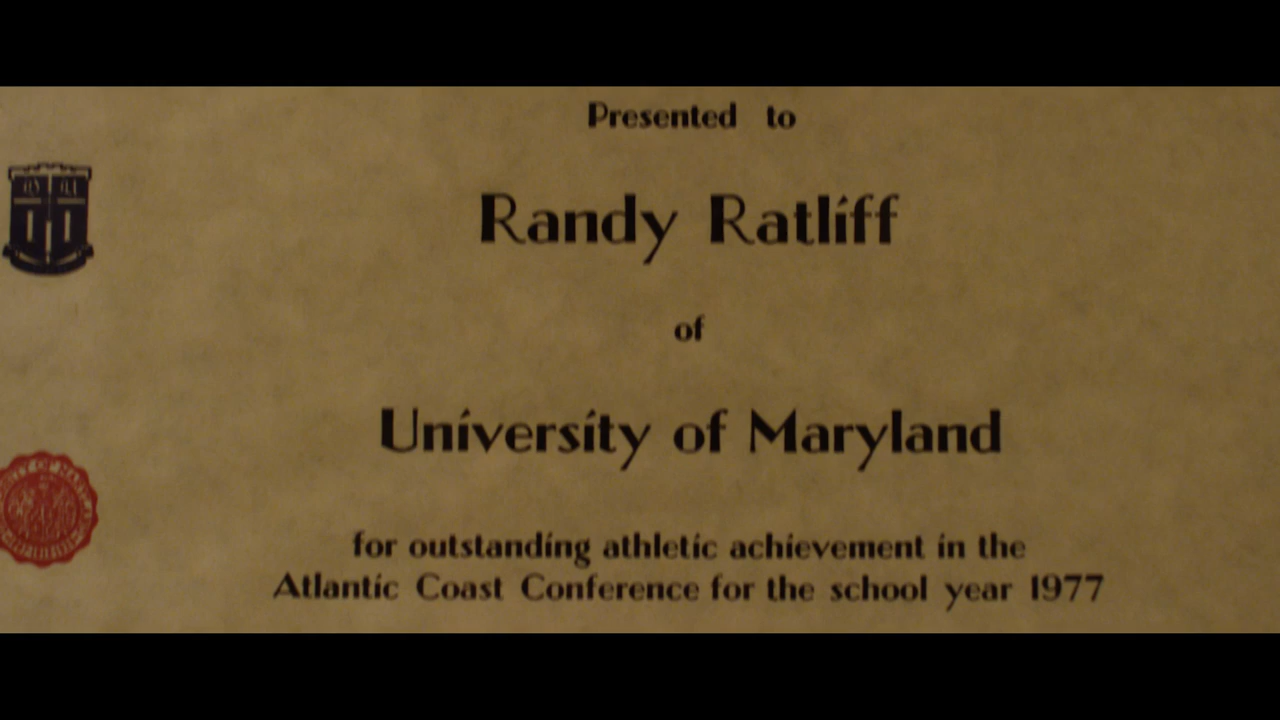 Presented to
Randy Ratliff
of
University of Maryland
for outstanding athletic achievement in the
Atlantic Coast Conference for the school year 1977